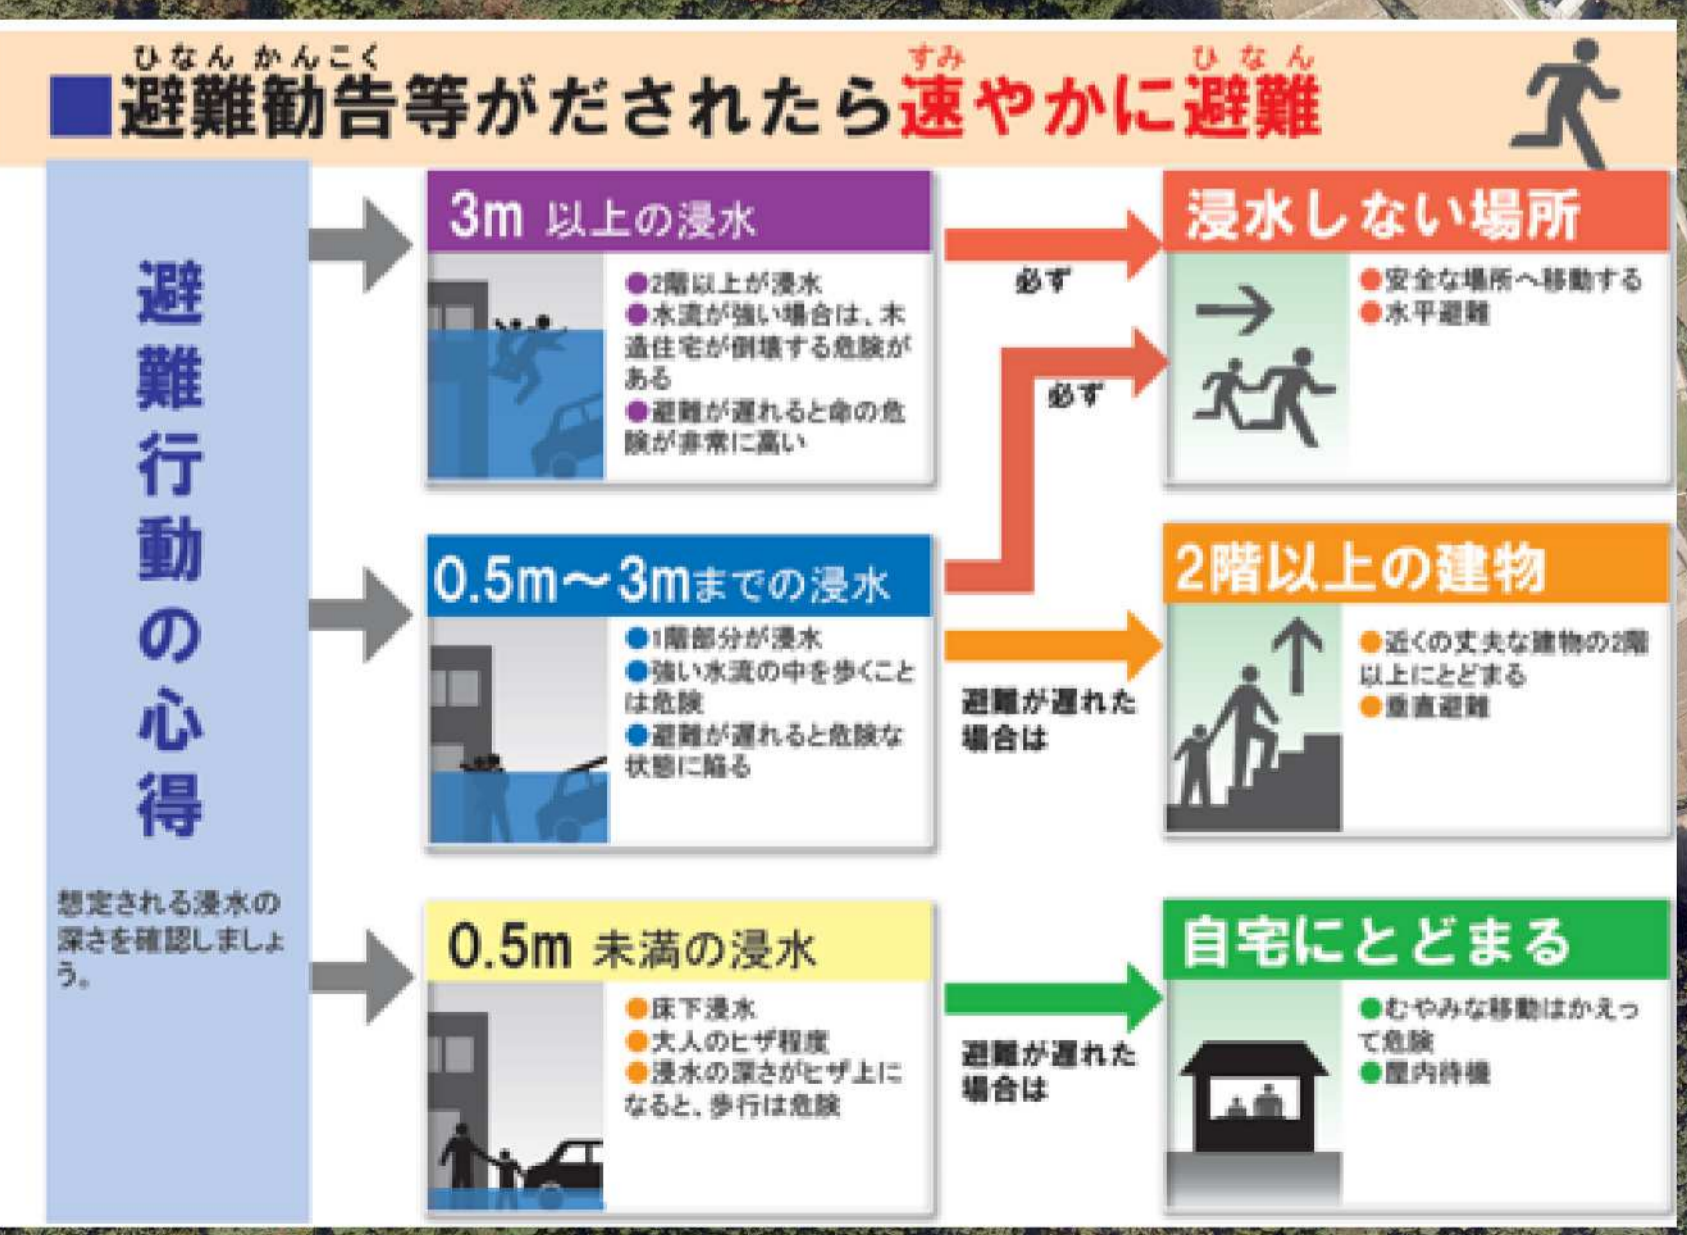 ひなんかんこく すみ ひなん
■避難勧告等がだされたら速やかに避難
避難行動の心得
想定される浸水の
深さを確認しましょ
う。
3m 以上の浸水
●2階以上が浸水
●水流が強い場合は、木
造住宅が倒壊する危険が
ある
●避難が遅れると命の危
険が非常に高い
必ず
浸水しない場所
●安全な場所へ移動する
●水平避難
0.5m～3mまでの浸水
●1階部分が浸水
●強い水流の中を歩くこと
は危険
●避難が遅れると危険な
状態に陥る
必ず
避難が遅れた
場合は
2階以上の建物
●近くの丈夫な建物の2階
以上にとどまる
●垂直避難
0.5m 未満の浸水
●床下浸水
●大人のヒザ程度
●浸水の深さがヒザ上に
なると、歩行は危険
避難が遅れた
場合は
自宅にとどまる
●むやみな移動はかえっ
て危険
●屋内待機